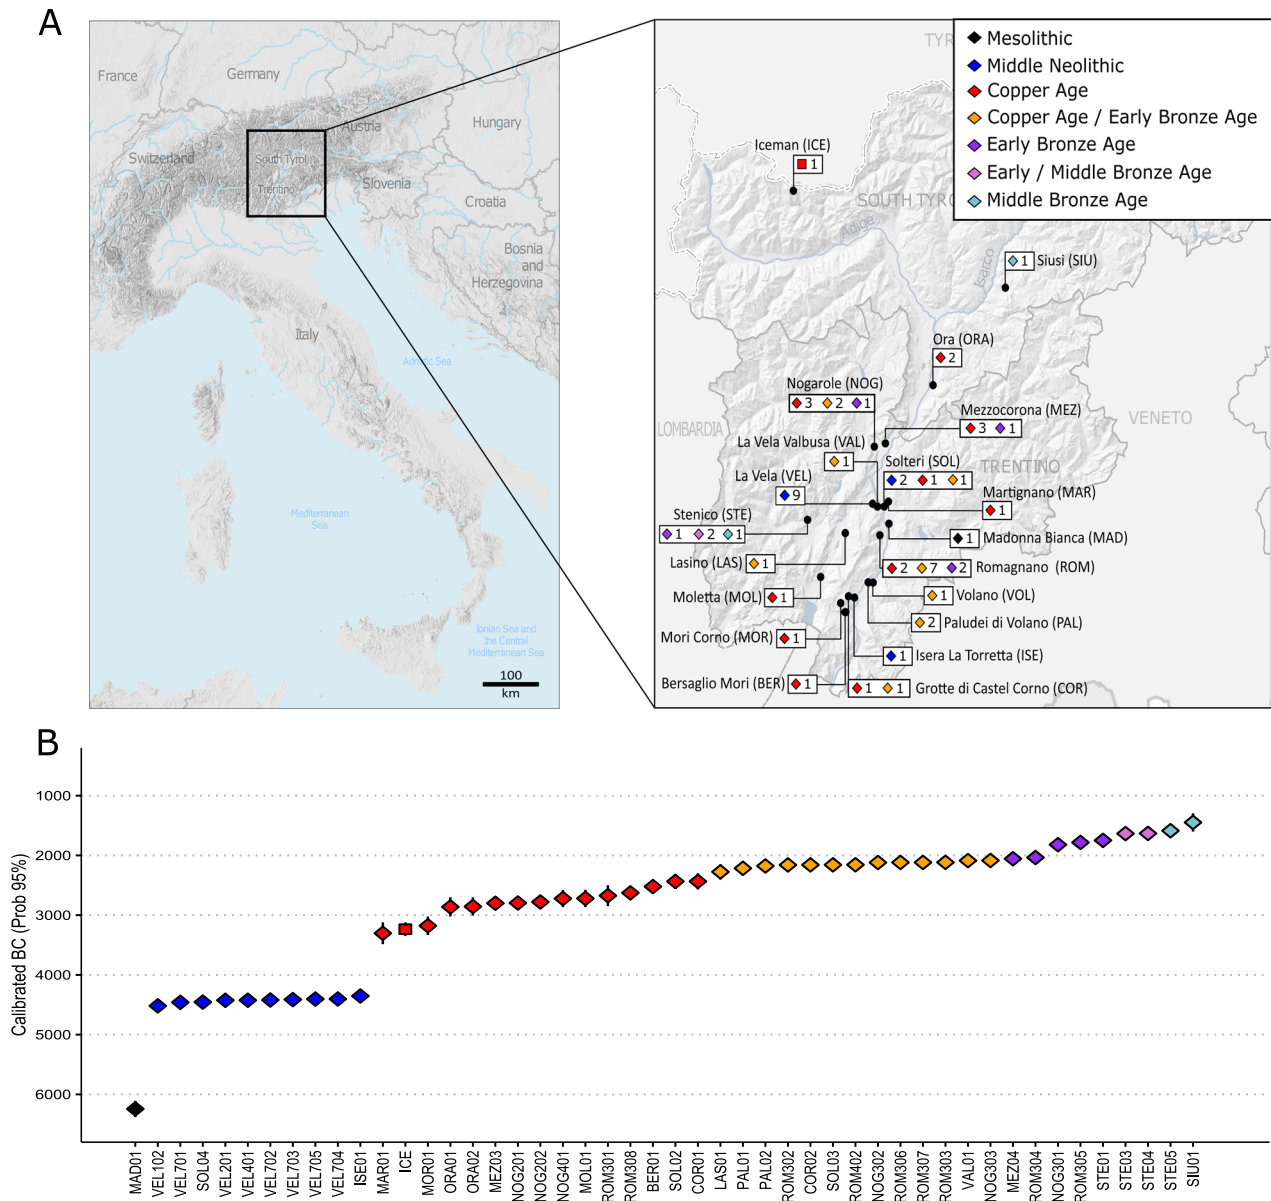 A
France
Germany
Austria
Hungary
Switzerland
South Tyrol
Trentino
Slovenia
Croatia
Bosnia
and
Herzegovina
Italy
Adriatic Sea
Mediterranean
Sea
Ionian Sea and
the Central
Mediterranean Sea
100
km
Mesolithic
Middle Neolithic
Copper Age
Copper Age / Early Bronze Age
Early Bronze Age
Early / Middle Bronze Age
Middle Bronze Age
TYR
Iceman (ICE)
1
SOUTH TYRO
Adige
Isarco
1 Siusi (SIU)
Ora (ORA)
2
Nogarole (NOG)
3 2 1
Mezzocorona (MEZ)
3 1
LOMBARDIA
VENETO
La Vela Valbusa (VAL)
1
Solteri (SOL)
2 1 1
TRENTINO
La Vela (VEL)
9
Martignano (MAR)
1
Stenico (STE)
1 2 1
1 Madonna Bianca (MAD)
Lasino (LAS) 1
2 7 2 Romagnano (ROM)
Moletta (MOL) 1
1 Volano (VOL)
2 Paludei di Volano (PAL)
Mori Corno (MOR) 1
1 Isera La Torretta (ISE)
Bersaglio Mori (BER) 1
1 1 Grotte di Castel Corno (COR)
B
Calibrated BC (Prob 95%)
1000
2000
3000
4000
5000
6000
MAD01
VEL102
VEL701
SOL04
VEL201
VEL401
VEL702
VEL703
VEL705
VEL704
ISE01
MAR01
ICE
MOR01
ORA01
ORA02
MEZ03
NOG201
NOG202
NOG401
MOL01
ROM301
ROM308
BER01
SOL02
COR01
LAS01
PAL01
PAL02
ROM302
COR02
SOL03
ROM402
NOG302
ROM306
ROM307
ROM303
VAL01
NOG303
MEZ04
ROM304
NOG301
ROM305
STE01
STE03
STE04
STE05
SIU01